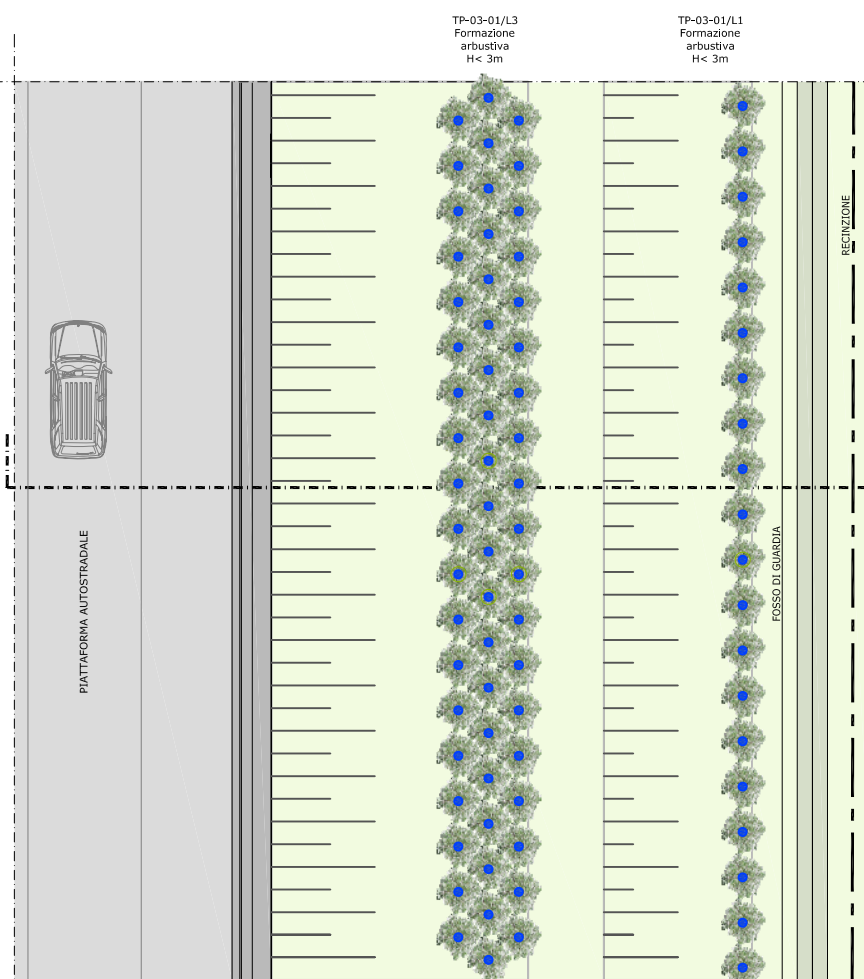 TP-03-01/L3
Formazione
arbustiva
H< 3m
TP-03-01/L1
Formazione
arbustiva
H< 3m
RECINZIONE
PIATTAFORMA AUTOSTRADALE
FOSSO DI GUARDIA